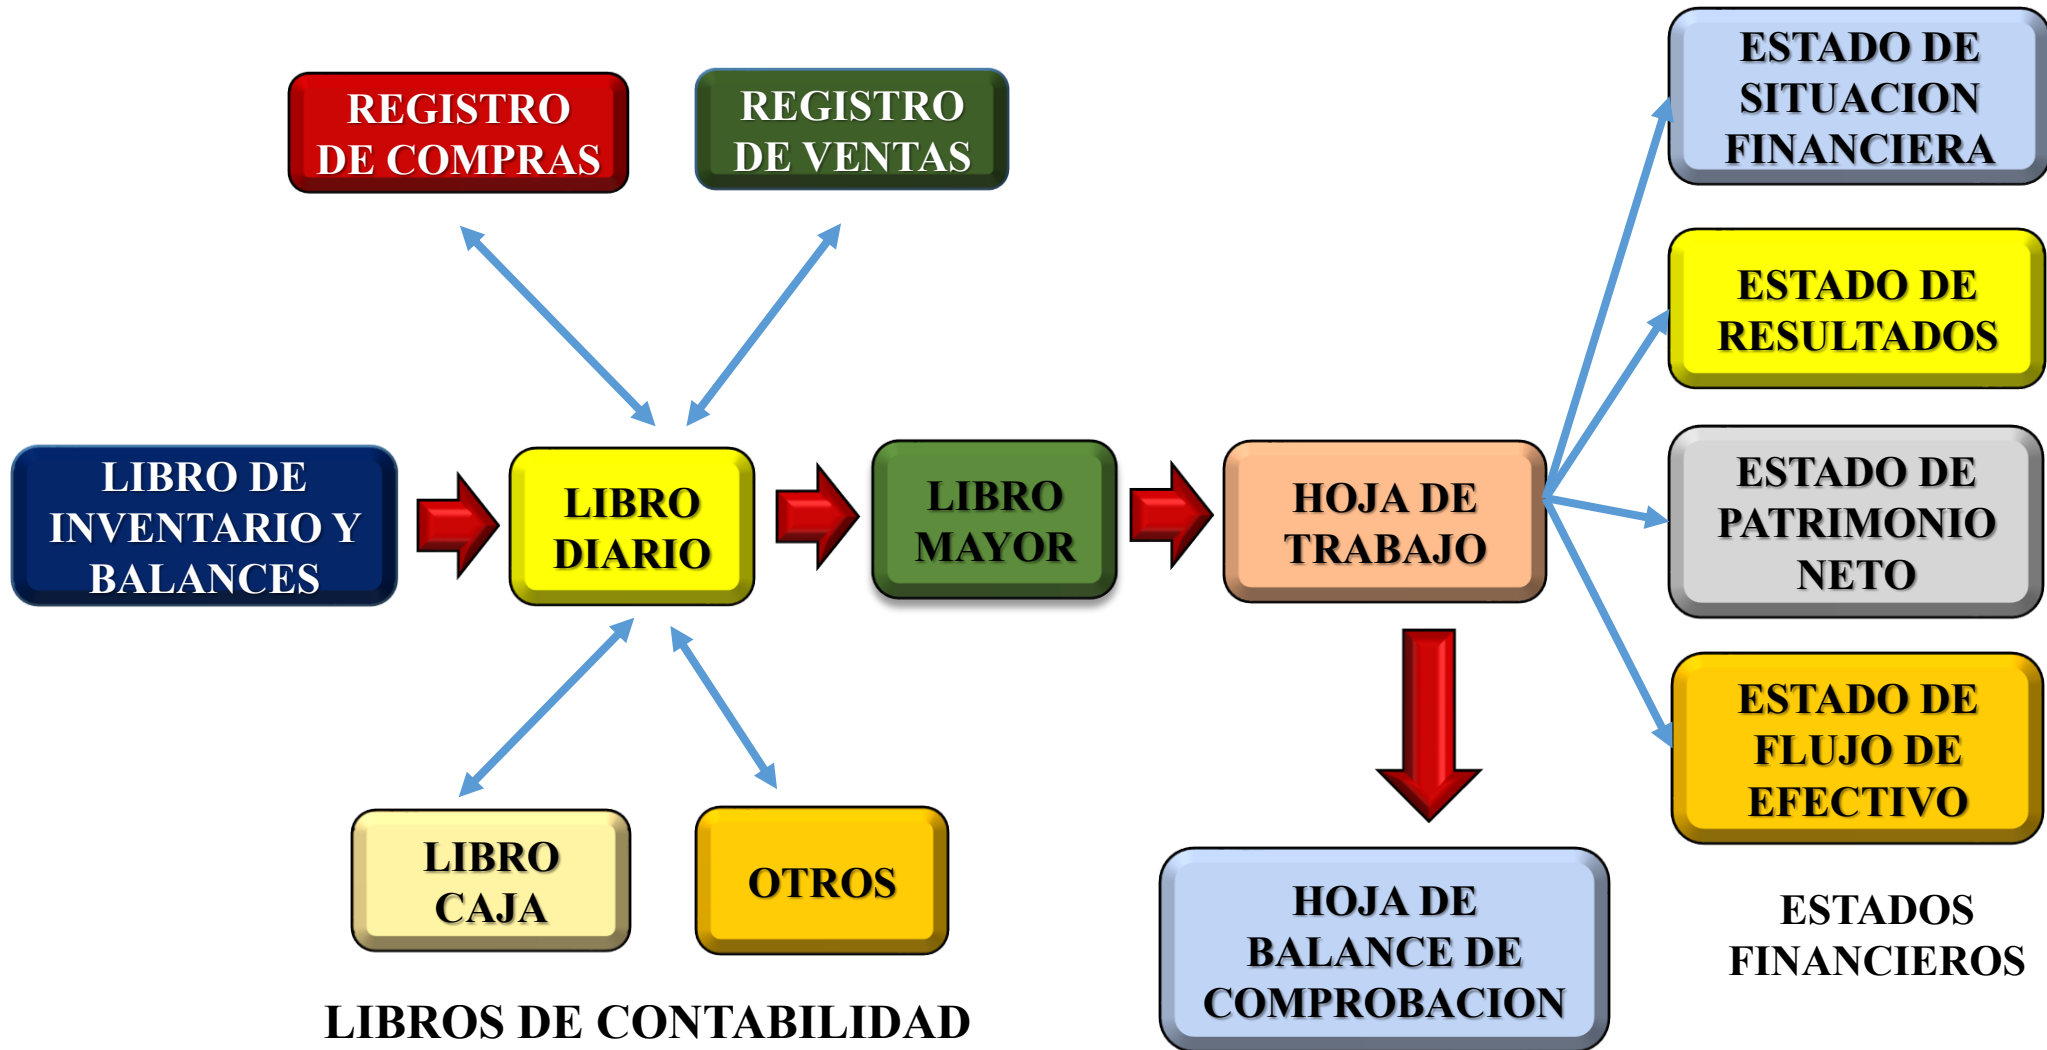 REGISTRO
DE COMPRAS
REGISTRO
DE VENTAS
ESTADO DE
SITUACION
FINANCIERA
ESTADO DE
RESULTADOS
LIBRO DE
INVENTARIO Y
BALANCES
LIBRO
DIARIO
LIBRO
MAYOR
HOJA DE
TRABAJO
ESTADO DE
PATRIMONIO
NETO
ESTADO DE
FLUJO DE
EFECTIVO
LIBRO
CAJA
OTROS
HOJA DE
BALANCE DE
COMPROBACION
ESTADOS
FINANCIEROS
LIBROS DE CONTABILIDAD